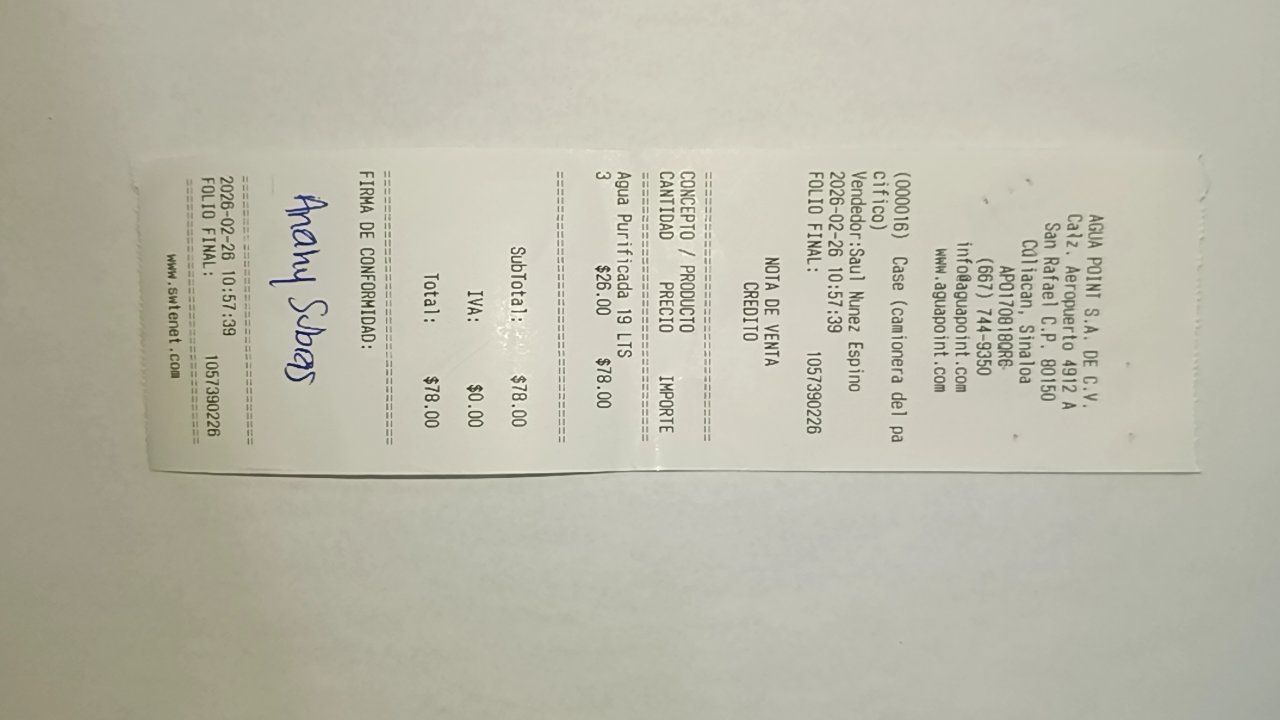 AGUA POINT S.A. DE C.V.
Calz. Aeropuerto 4912 A
San Rafael C.P. 80150
Culiacan, Sinaloa
APO170818QR6
(667) 744-9350
info@aguapoint.com
www.aguapoint.com
(000016) Case (camionera del pa
cifico)
Vendedor:Saul Nunez Espino
2026-02-26 10:57:39
FOLIO FINAL: 1057390226
NOTA DE VENTA
CREDITO
CONCEPTO / PRODUCTO
CANTIDAD PRECIO IMPORTE
Agua Purificada 19 LTS
3 $26.00 $78.00
SubTotal: $78.00
IVA: $0.00
Total: $78.00
FIRMA DE CONFORMIDAD:
Anahy Subias
2026-02-26 10:57:39
FOLIO FINAL: 1057390226
www.swtenet.com